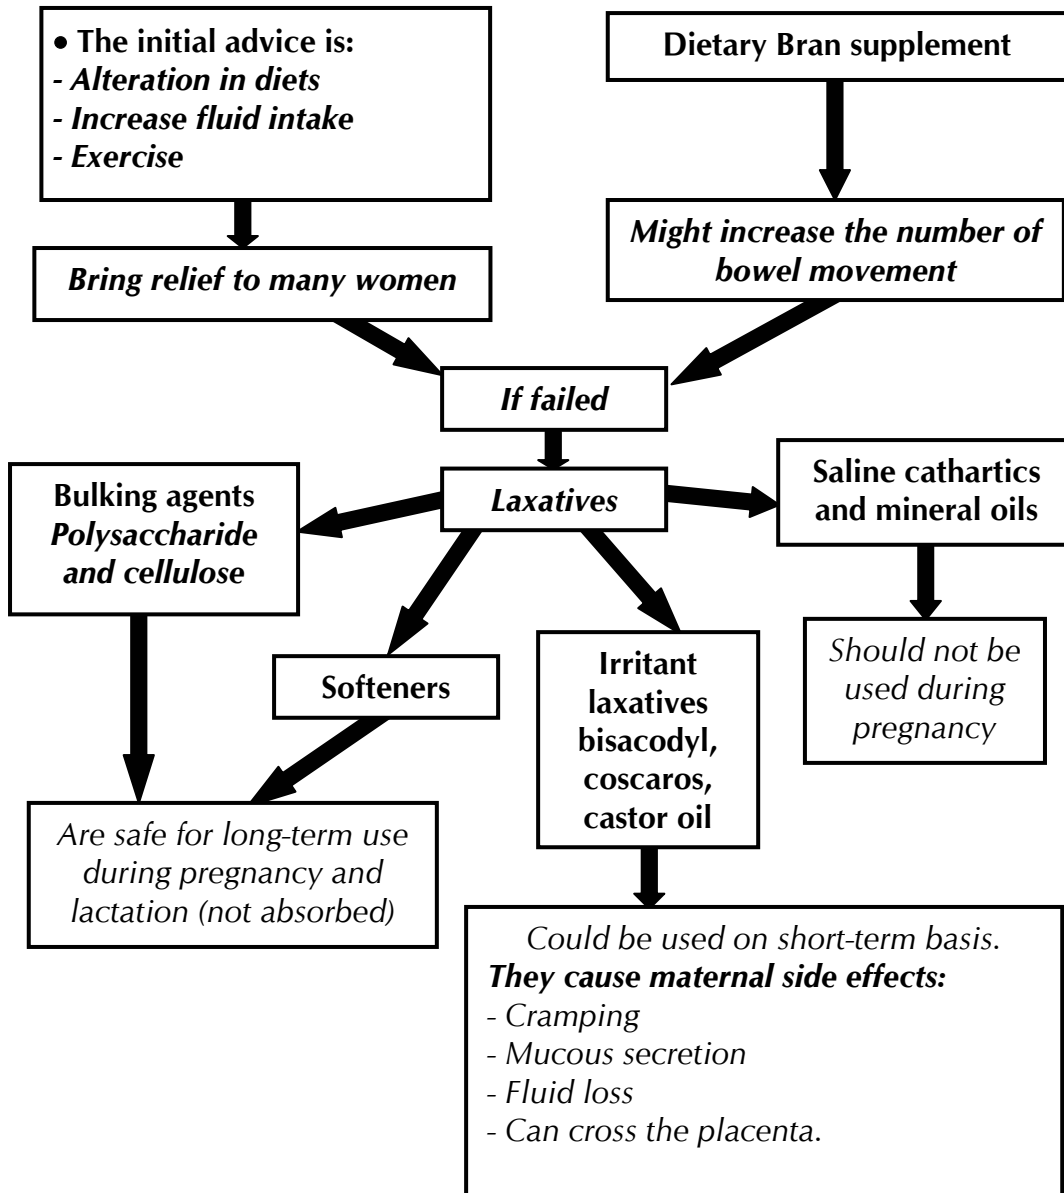 • The initial advice is:
- Alteration in diets
- Increase fluid intake
- Exercise
Dietary Bran supplement
Bring relief to many women
Might increase the number of
bowel movement
If failed
Laxatives
Bulking agents
Polysaccharide
and cellulose
Saline cathartics
and mineral oils
Softeners
Irritant
laxatives
bisacodyl,
coscaros,
castor oil
Should not be
used during
pregnancy
Are safe for long-term use
during pregnancy and
lactation (not absorbed)
Could be used on short-term basis.
They cause maternal side effects:
- Cramping
- Mucous secretion
- Fluid loss
- Can cross the placenta.